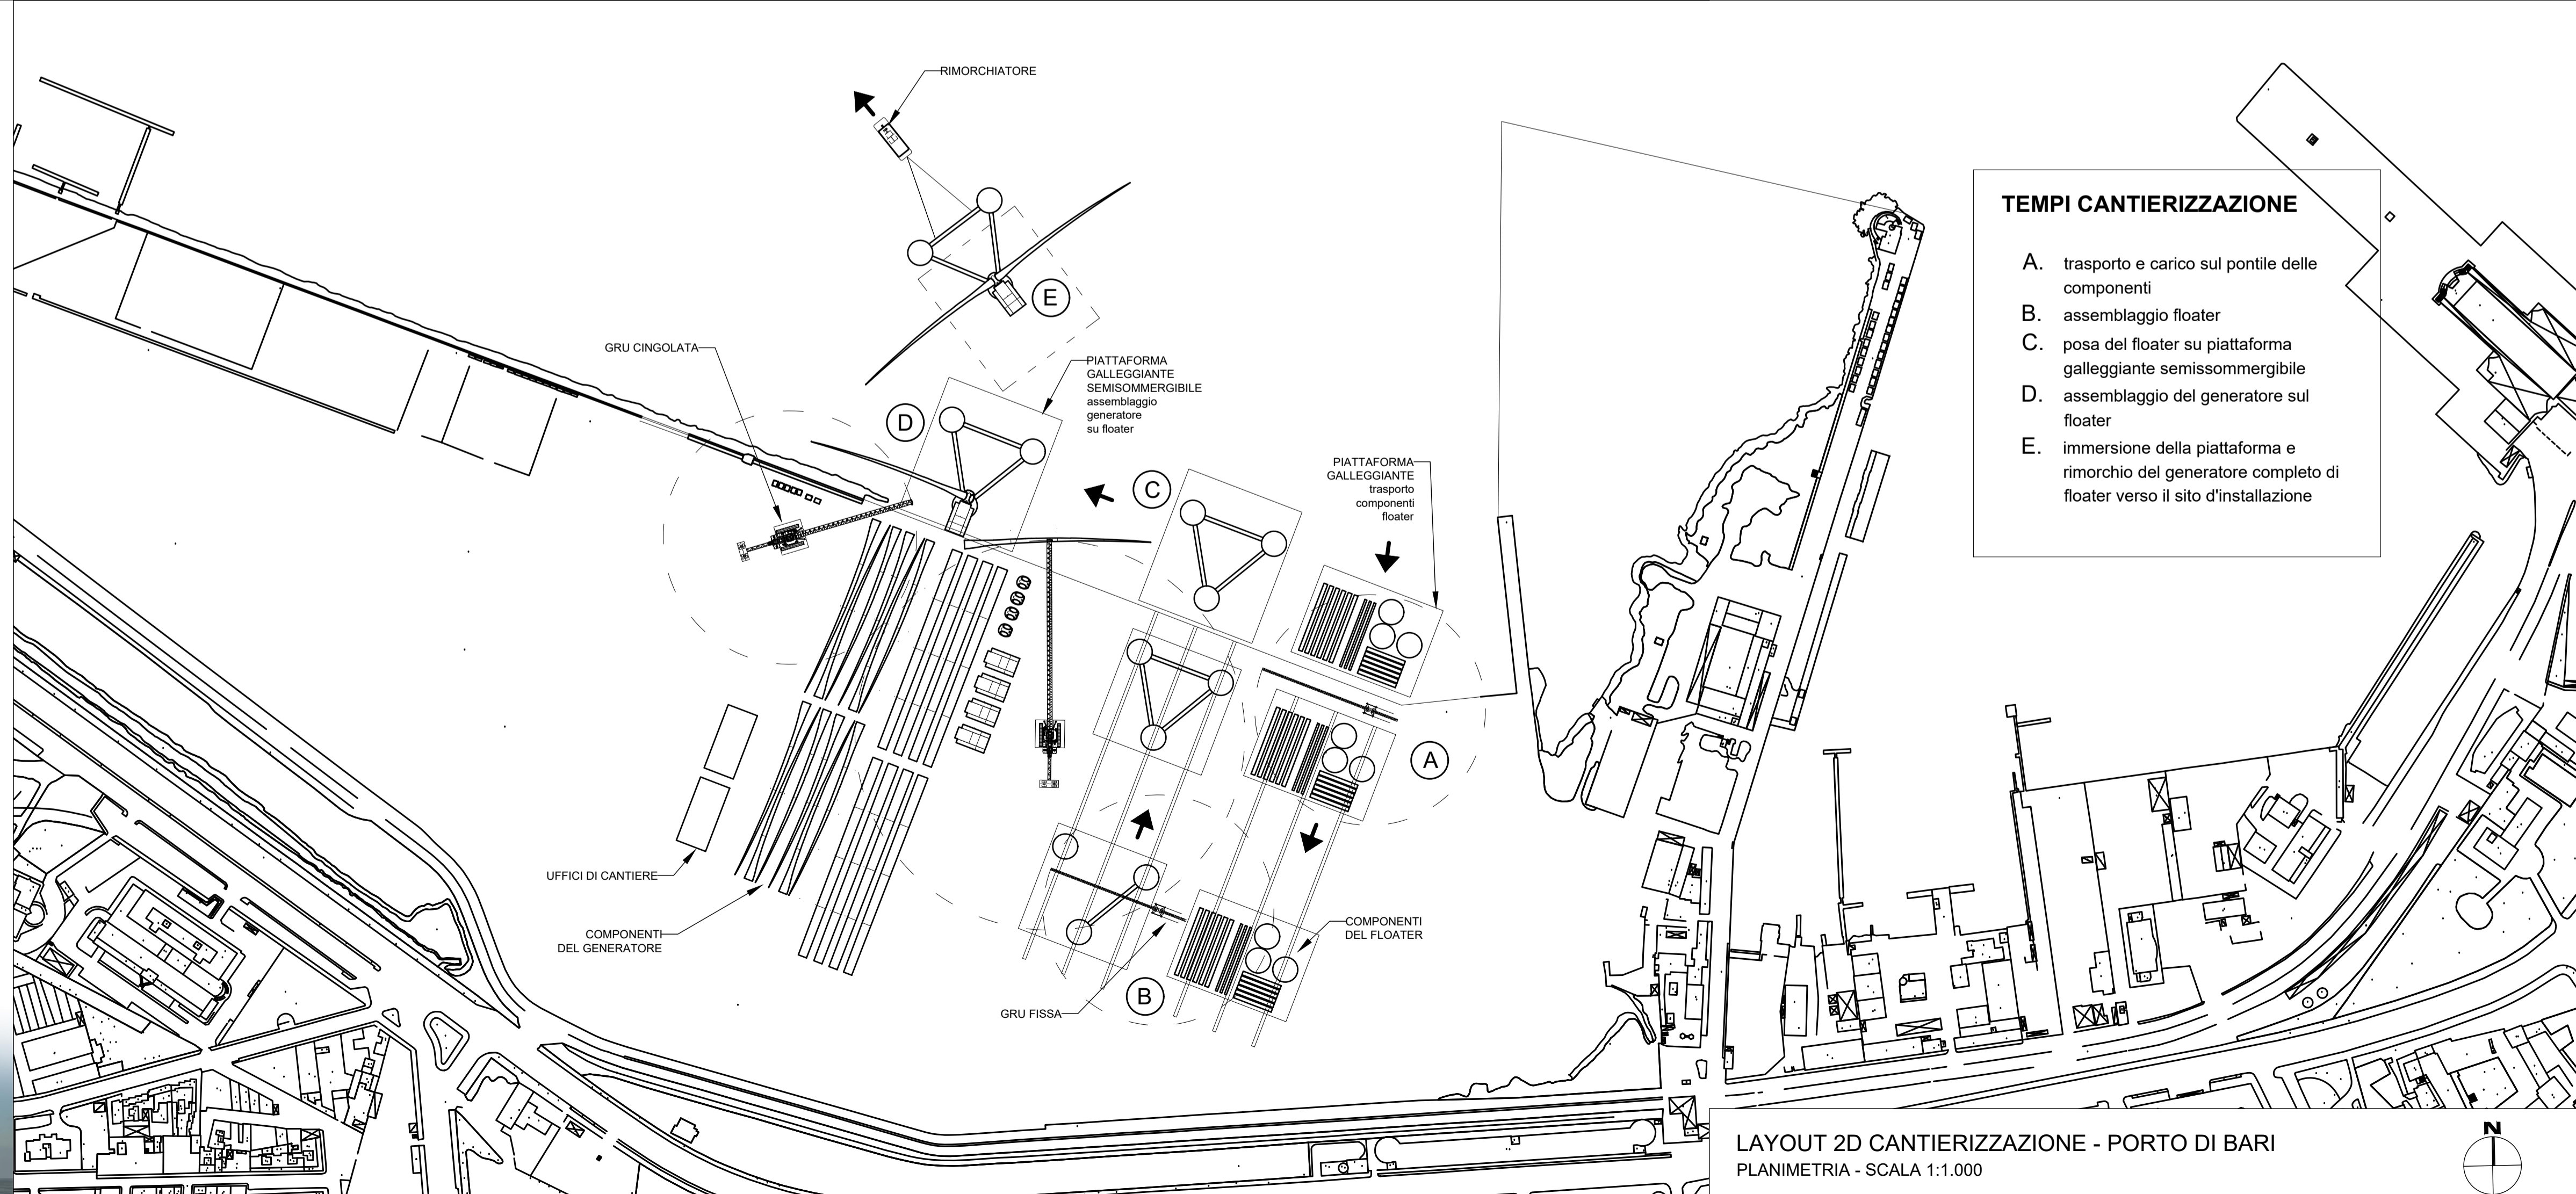 RIMORCHIATORE
TEMPI CANTIERIZZAZIONE
A. trasporto e carico sul pontile delle
componenti
B. assemblaggio floater
C. posa del floater su piattaforma
galleggiante semissommergibile
D. assemblaggio del generatore sul
floater
E. immersione della piattaforma e
rimorchio del generatore completo di
floater verso il sito d'installazione
E
GRU CINGOLATA
PIATTAFORMA
GALLEGGIANTE
SEMISOMMERGIBILE
assemblaggio
generatore
su floater
D
C
PIATTAFORMA
GALLEGGIANTE
trasporto
componenti
floater
A
UFFICI DI CANTIERE
COMPONENTI
DEL GENERATORE
COMPONENTI
DEL FLOATER
B
GRU FISSA
LAYOUT 2D CANTIERIZZAZIONE - PORTO DI BARI
PLANIMETRIA - SCALA 1:1.000
N